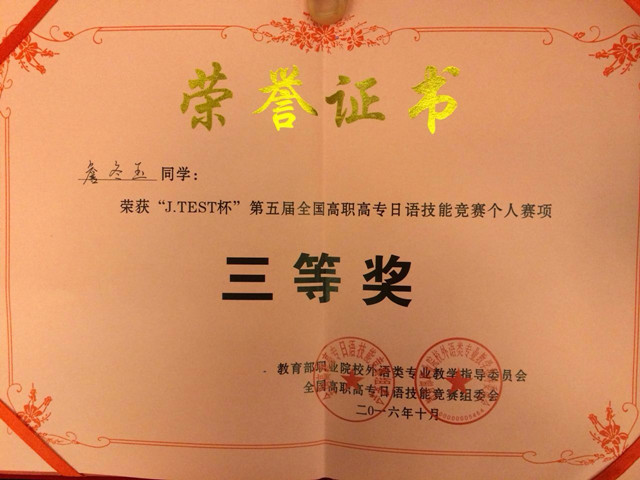 荣誉证书
詹冬玉 同学：
荣获“J.TEST杯”第五届全国高职高专日语技能竞赛个人赛项
三等奖
教育部职业院校外语类专业教学指导委员会
全国高职高专日语技能竞赛组委会
二〇一六年十月